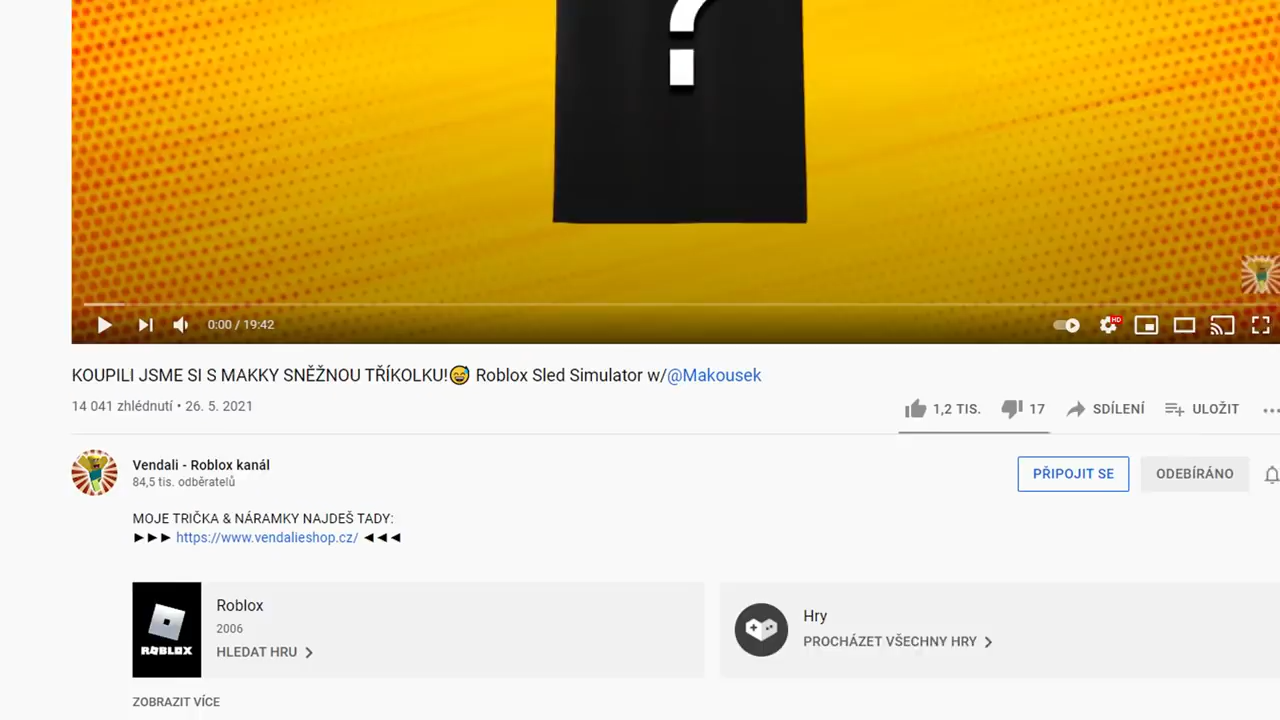 ?
HD
0:00 / 19:42
KOUPILI JSME SI S MAKKY SNĚŽNOU TŘÍKOLKU!😅 Roblox Sled Simulator w/@Makousek
14 041 zhlédnutí • 26. 5. 2021
1,2 TIS. 17 SDÍLENÍ ULOŽIT
Vendali - Roblox kanál
84,5 tis. odběratelů
PŘIPOJIT SE
ODEBÍRÁNO
MOJE TRIČKA & NÁRAMKY NAJDEŠ TADY:
►►► https://www.vendalieshop.cz/ ◄◄◄
ROBLOX
Roblox
2006
HLEDAT HRU
Hry
PROCHÁZET VŠECHNY HRY
ZOBRAZIT VÍCE